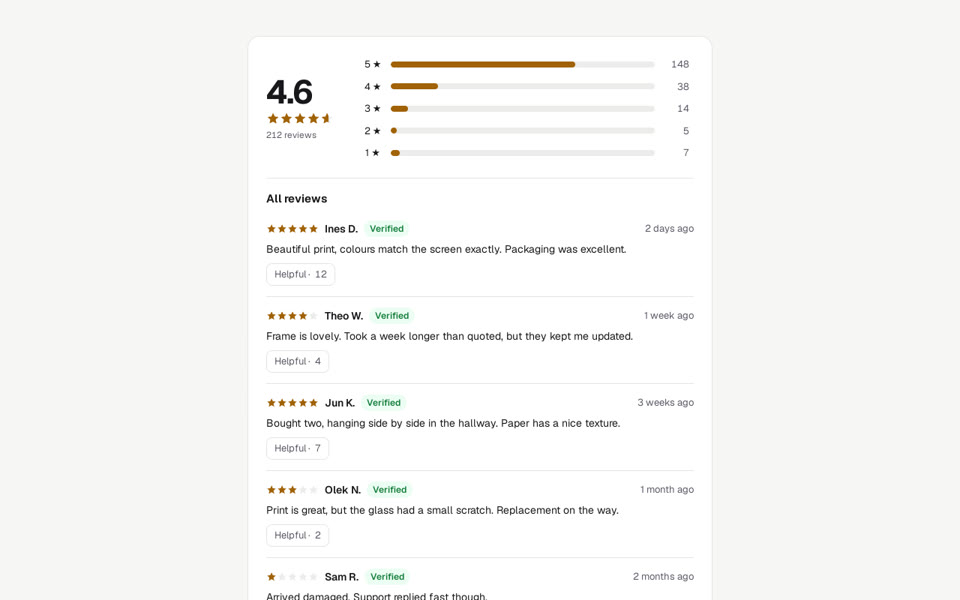 4.6
212 reviews
5 ★ 148
4 ★ 38
3 ★ 14
2 ★ 5
1 ★ 7
All reviews
Ines D. Verified 2 days ago
Beautiful print, colours match the screen exactly. Packaging was excellent.
Helpful · 12
Theo W. Verified 1 week ago
Frame is lovely. Took a week longer than quoted, but they kept me updated.
Helpful · 4
Jun K. Verified 3 weeks ago
Bought two, hanging side by side in the hallway. Paper has a nice texture.
Helpful · 7
Olek N. Verified 1 month ago
Print is great, but the glass had a small scratch. Replacement on the way.
Helpful · 2
Sam R. Verified 2 months ago
Arrived damaged. Support replied fast though.